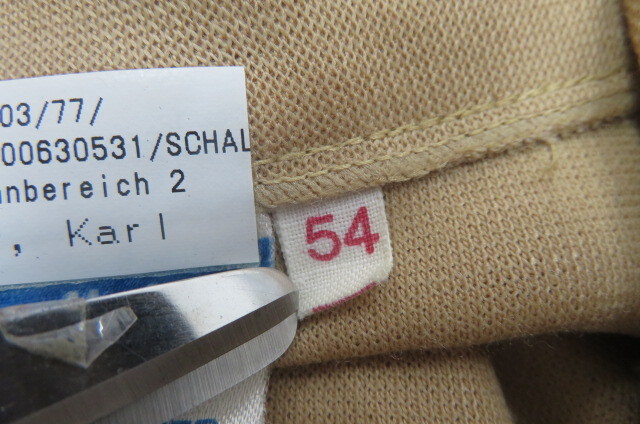 03/77/
00630531/SCHAL
nbereich 2
, Karl
54